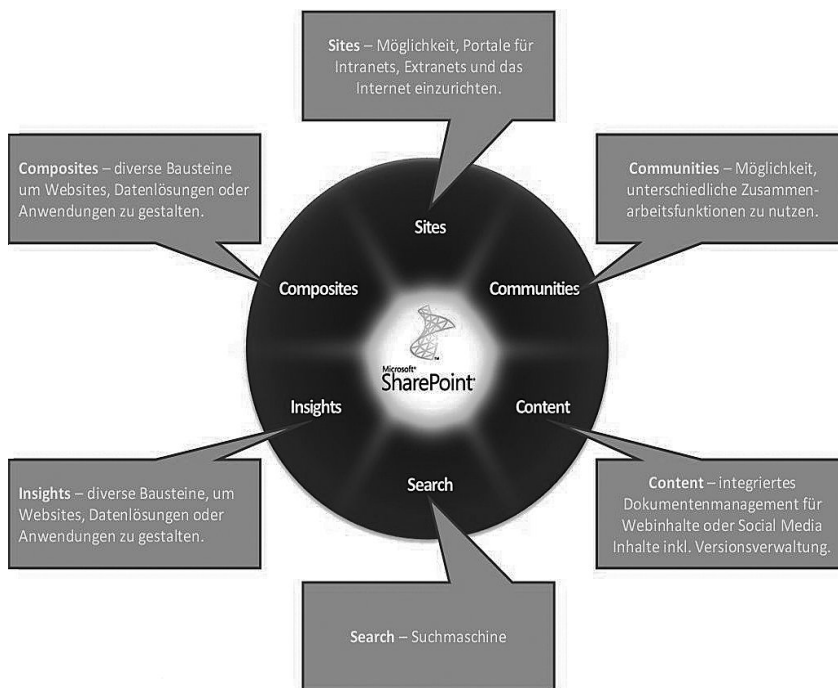 Sites – Möglichkeit, Portale für
Intranets, Extranets und das
Internet einzurichten.
Composites – diverse Bausteine
um Websites, Datenlösungen oder
Anwendungen zu gestalten.
Communities – Möglichkeit,
unterschiedliche Zusammen-
arbeitsfunktionen zu nutzen.
Sites
Composites
Communities
Microsoft®
SharePoint®
Insights
Content
Search
Insights – diverse Bausteine, um
Websites, Datenlösungen oder
Anwendungen zu gestalten.
Content – integriertes
Dokumentenmanagement für
Webinhalte oder Social Media
Inhalte inkl. Versionsverwaltung.
Search – Suchmaschine